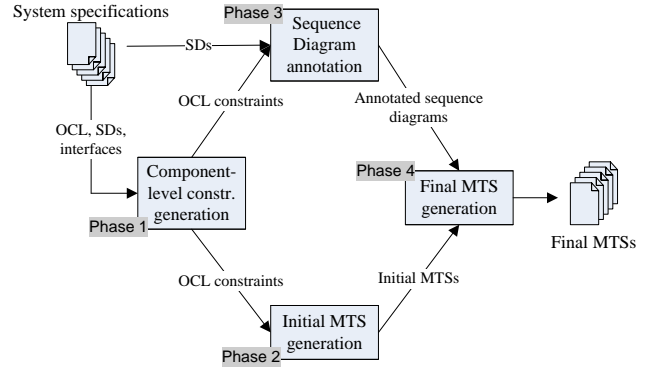 System specifications
Phase 3
Sequence
Diagram
annotation
SDs
OCL constraints
Annotated sequence
diagrams
OCL, SDs,
interfaces
Component-
level constr.
generation
Phase 1
Phase 4
Final MTS
generation
Final MTSs
OCL constraints
Initial MTSs
Initial MTS
generation
Phase 2